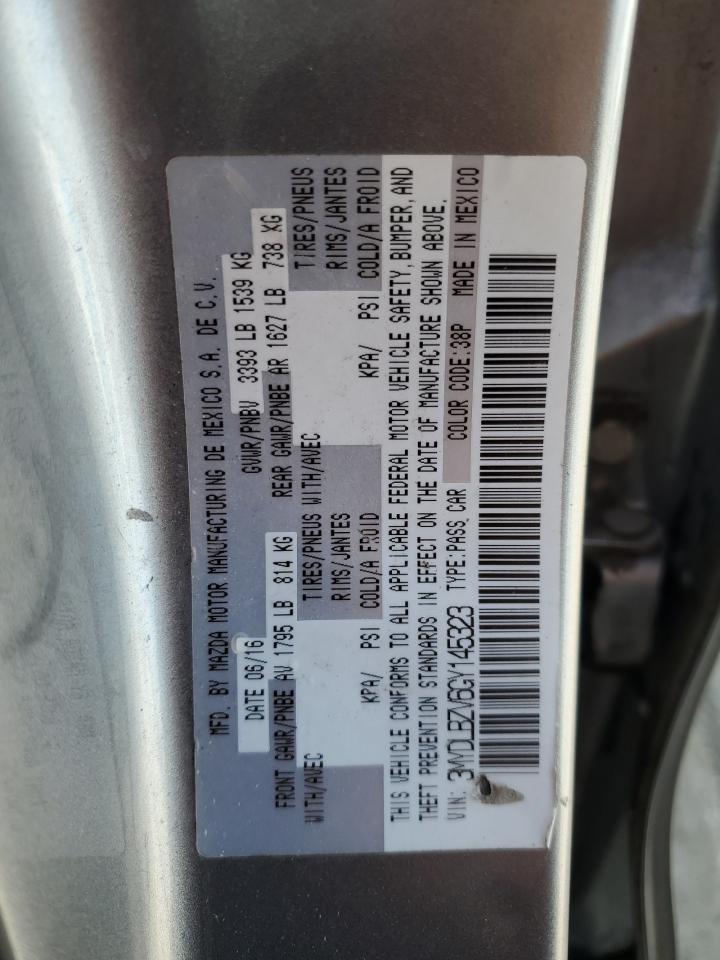 MFD. BY MAZDA MOTOR MANUFACTURING DE MEXICO S.A. DE C.V.
DATE 06/16 GVWR/PNBV 3393 LB 1539 KG
FRONT GAWR/PNBE AV 1795 LB 814 KG REAR GAWR/PNBE AR 1627 LB 738 KG
WITH/AVEC TIRES/PNEUS WITH/AVEC TIRES/PNEUS
RIMS/JANTES RIMS/JANTES
KPA/ PSI COLD/A FROID KPA/ PSI COLD/A FROID
THIS VEHICLE CONFORMS TO ALL APPLICABLE FEDERAL MOTOR VEHICLE SAFETY, BUMPER, AND
THEFT PREVENTION STANDARDS IN EFFECT ON THE DATE OF MANUFACTURE SHOWN ABOVE.
VIN: 3MYDLBZV6GY145323 TYPE:PASS CAR COLOR CODE:38P MADE IN MEXICO